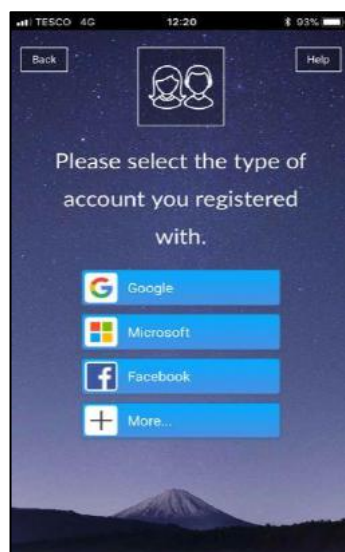 TESCO 4G 12:20 93%
Back Help
Please select the type of
account you registered
with.
Google
Microsoft
Facebook
More...